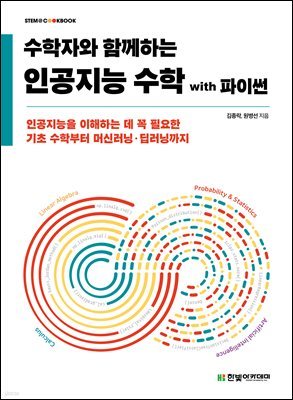 STEM@COOKBOOK
수학자와 함께하는
인공지능 수학 with 파이썬
김종락, 원병선 지음
인공지능을 이해하는 데 꼭 필요한
기초 수학부터 머신러닝·딥러닝까지
Linear Algebra
Probability & Statistics
Calculus
Artificial Intelligence
한빛아카데미